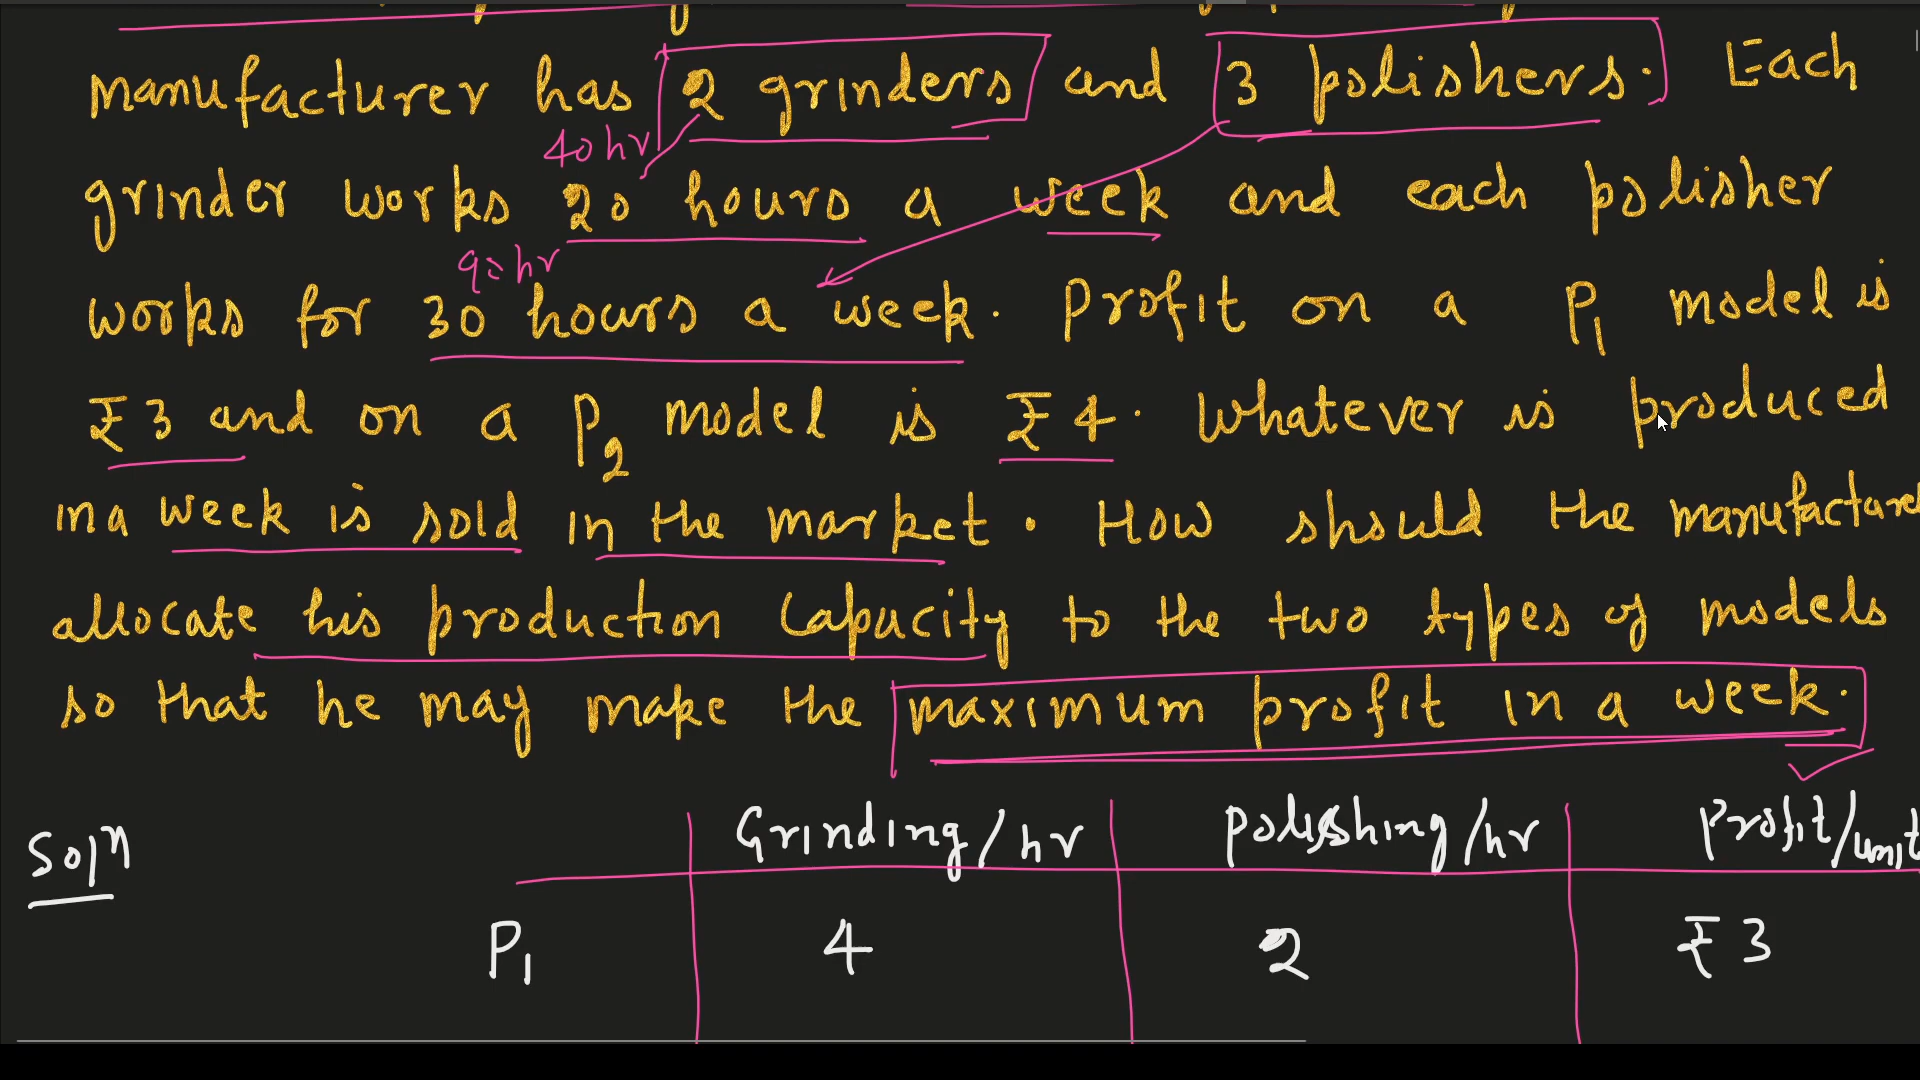 manufacturer has 2 grinders and 3 polishers. Each
40 hr
grinder works 20 hours a week and each polisher
90 hr
works for 30 hours a week. Profit on a P1 model is
₹3 and on a P2 model is ₹4. Whatever is produced
in a week is sold in the market. How should the manufacturer
allocate his production capacity to the two types of models
so that he may make the maximum profit in a week.
Soln
Grinding/hr Polishing/hr Profit/unit
P1 4 2 ₹3